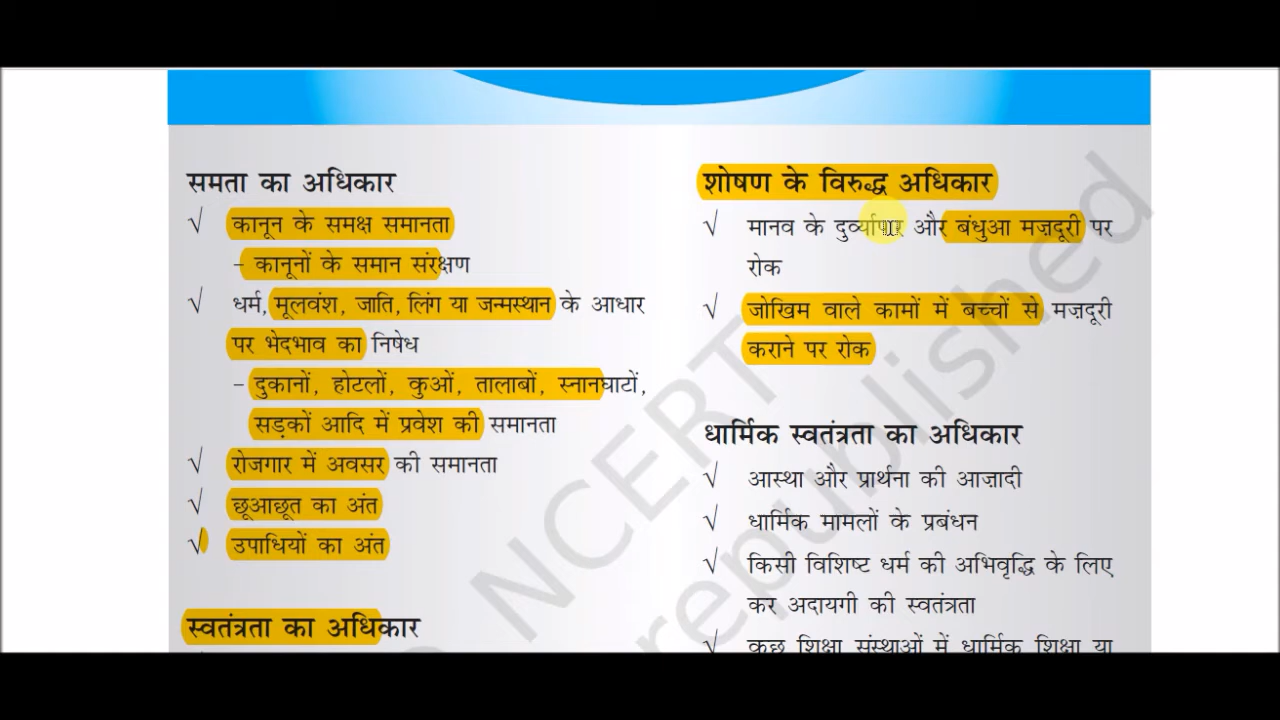 समता का अधिकार
√ कानून के समक्ष समानता
– कानूनों के समान संरक्षण
√ धर्म, मूलवंश, जाति, लिंग या जन्मस्थान के आधार
पर भेदभाव का निषेध
– दुकानों, होटलों, कुओं, तालाबों, स्नानघाटों,
सड़कों आदि में प्रवेश की समानता
√ रोजगार में अवसर की समानता
√ छूआछूत का अंत
√ उपाधियों का अंत
स्वतंत्रता का अधिकार
शोषण के विरुद्ध अधिकार
√ मानव के दुर्व्यापार और बंधुआ मज़दूरी पर
रोक
√ जोखिम वाले कामों में बच्चों से मज़दूरी
कराने पर रोक
धार्मिक स्वतंत्रता का अधिकार
√ आस्था और प्रार्थना की आज़ादी
√ धार्मिक मामलों के प्रबंधन
√ किसी विशिष्ट धर्म की अभिवृद्धि के लिए
कर अदायगी की स्वतंत्रता
√ कुछ शिक्षा संस्थाओं में धार्मिक शिक्षा या
NCERT
republished